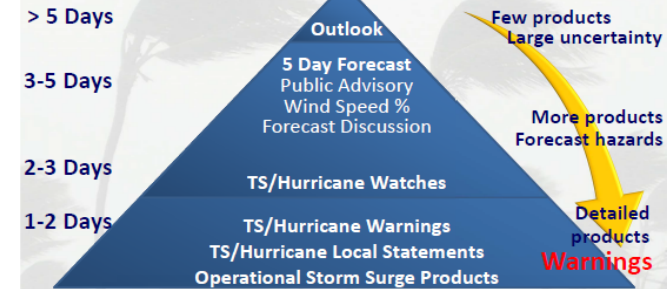 > 5 Days
Outlook
Few products
Large uncertainty
3-5 Days
5 Day Forecast
Public Advisory
Wind Speed %
Forecast Discussion
More products
Forecast hazards
2-3 Days
TS/Hurricane Watches
1-2 Days
TS/Hurricane Warnings
TS/Hurricane Local Statements
Operational Storm Surge Products
Detailed
products
Warnings